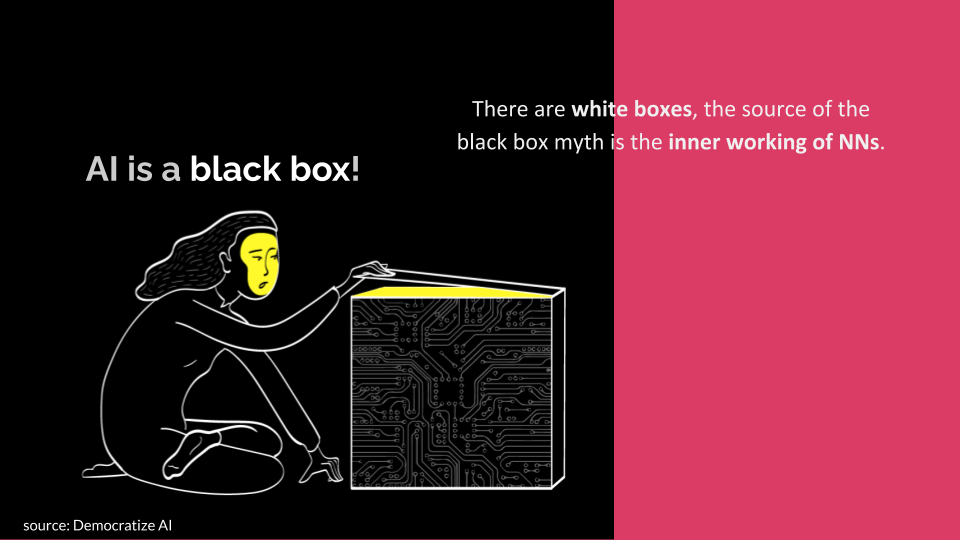 There are white boxes, the source of the
black box myth is the inner working of NNs.
AI is a black box!
source: Democratize AI